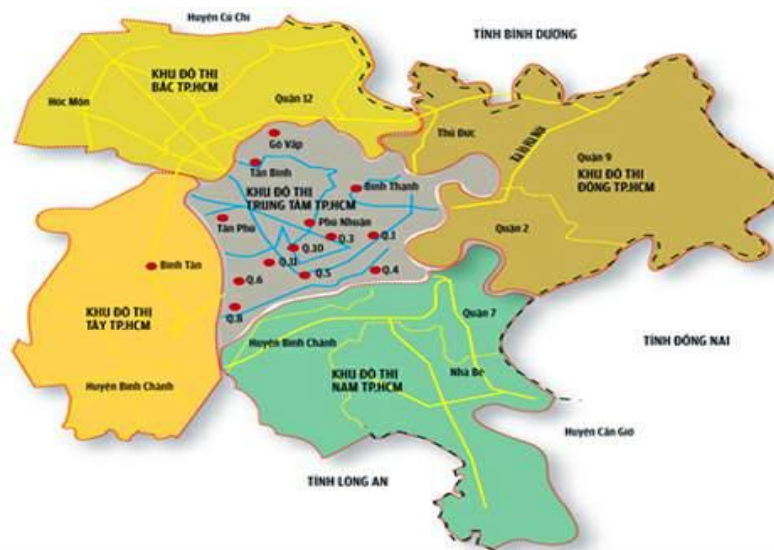 Huyện Củ Chi
TỈNH BÌNH DƯƠNG
KHU ĐÔ THỊ
BẮC TP.HCM
Hóc Môn
Quận 12
Gò Vấp
Thủ Đức
Xa lộ Hà Nội
Quận 9
Tân Bình
KHU ĐÔ THỊ
TRUNG TÂM TP.HCM
Bình Thạnh
KHU ĐÔ THỊ
ĐÔNG TP.HCM
Tân Phú
Phú Nhuận
Q.3
Q.1
Quận 2
Q.10
Bình Tân
Q.11
Q.5
Q.4
Q.6
Q.8
KHU ĐÔ THỊ
TÂY TP.HCM
Quận 7
Huyện Bình Chánh
TỈNH ĐỒNG NAI
KHU ĐÔ THỊ
NAM TP.HCM
Nhà Bè
Huyện Bình Chánh
Huyện Cần Giờ
TỈNH LONG AN